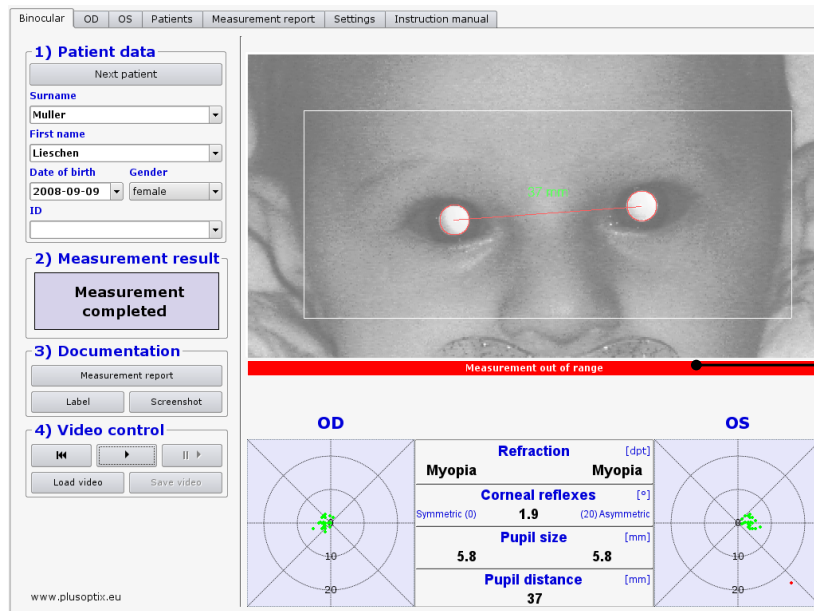 Binocular OD OS Patients Measurement report Settings Instruction manual
1) Patient data
Next patient
Surname
Muller
First name
Lieschen
Date of birth Gender
2008-09-09 female
ID
2) Measurement result
Measurement
completed
3) Documentation
Measurement report
Label Screenshot
4) Video control
Load video Save video
www.plusoptix.eu
Measurement out of range
OD
0
10
20
Refraction [dpt]
Myopia Myopia
Corneal reflexes [°]
Symmetric (0) 1.9 (20) Asymmetric
Pupil size [mm]
5.8 5.8
Pupil distance [mm]
37
OS
0
10
20